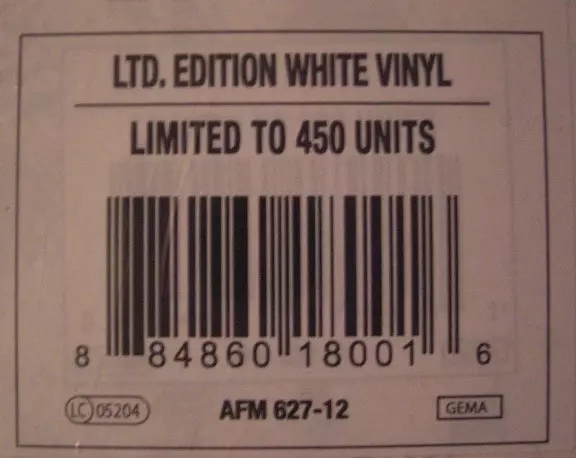 LTD. EDITION WHITE VINYL
LIMITED TO 450 UNITS
8 84860 18001 6
LC 05204 AFM 627-12 GEMA